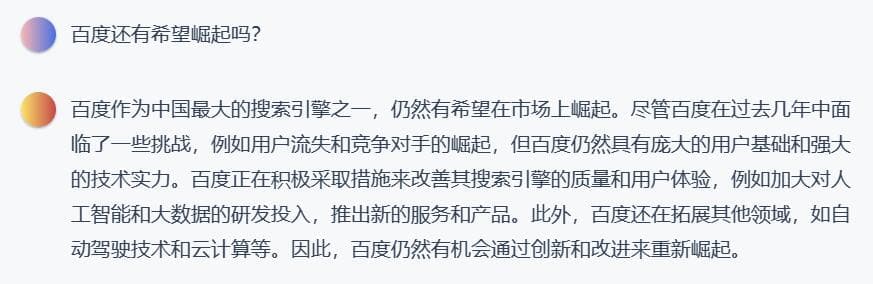 百度还有希望崛起吗？
百度作为中国最大的搜索引擎之一，仍然有希望在市场上崛起。尽管百度在过去几年中面
临了一些挑战，例如用户流失和竞争对手的崛起，但百度仍然具有庞大的用户基础和强大
的技术实力。百度正在积极采取措施来改善其搜索引擎的质量和用户体验，例如加大对人
工智能和大数据的研发投入，推出新的服务和产品。此外，百度还在拓展其他领域，如自
动驾驶技术和云计算等。因此，百度仍然有机会通过创新和改进来重新崛起。